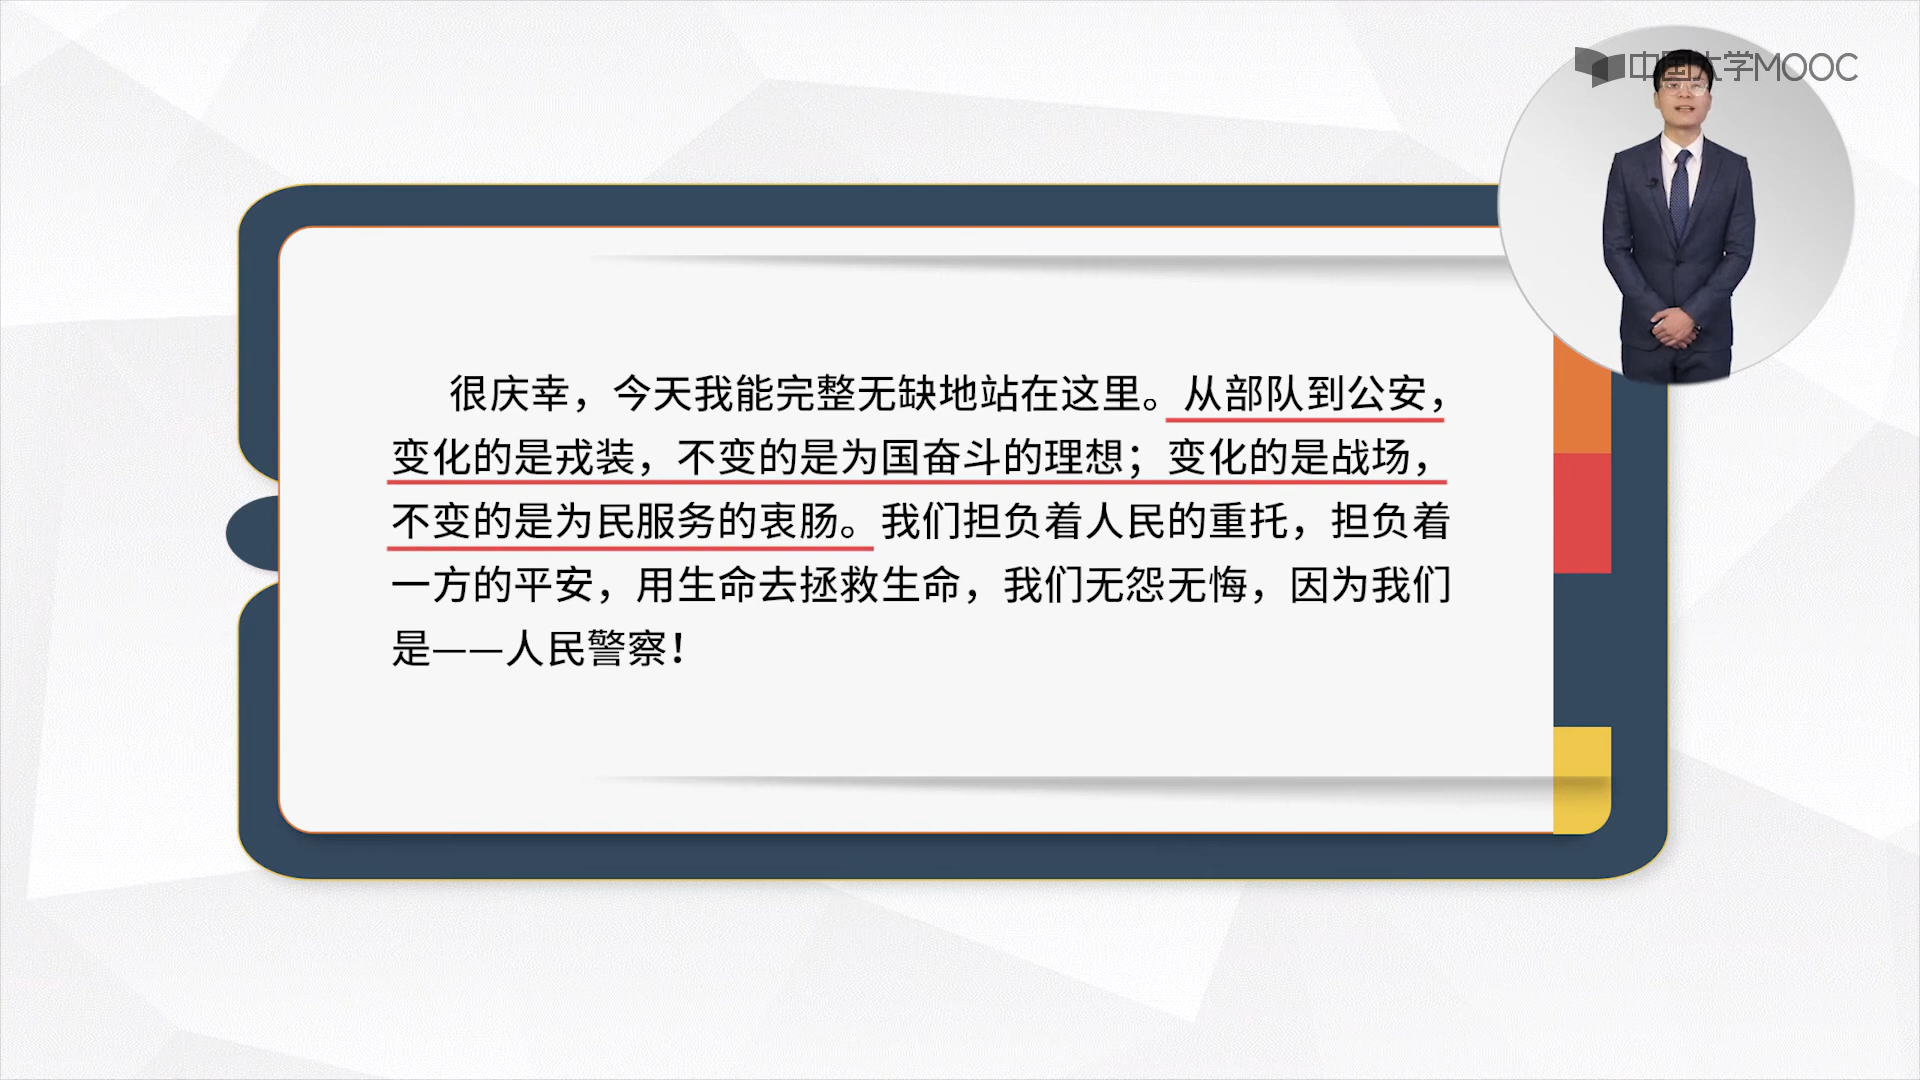 中国大学MOOC
很庆幸，今天我能完整无缺地站在这里。从部队到公安，
变化的是戎装，不变的是为国奋斗的理想；变化的是战场，
不变的是为民服务的衷肠。我们担负着人民的重托，担负着
一方的平安，用生命去拯救生命，我们无怨无悔，因为我们
是——人民警察！